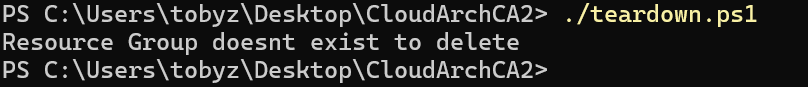 PS C:\Users\tobyz\Desktop\CloudArchCA2> ./teardown.ps1
Resource Group doesnt exist to delete
PS C:\Users\tobyz\Desktop\CloudArchCA2>